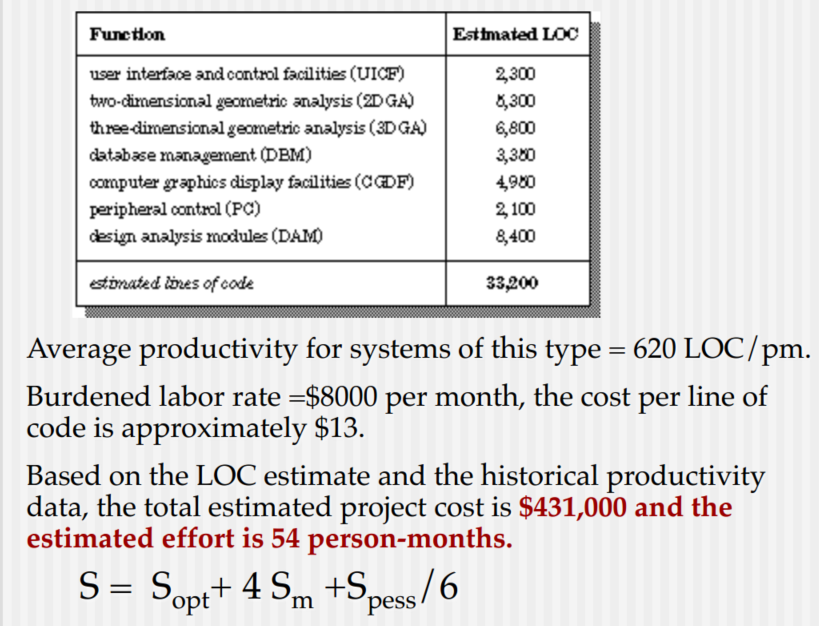 Function Estimated LOC
user interface and control facilities (UICF) 2,300
two-dimensional geometric analysis (2DGA) 5,300
three-dimensional geometric analysis (3DGA) 6,800
database management (DBM) 3,350
computer graphics display facilities (CGDF) 4,950
peripheral control (PC) 2,100
design analysis modules (DAM) 8,400
estimated lines of code 33,200
Average productivity for systems of this type = 620 LOC/pm.
Burdened labor rate =$8000 per month, the cost per line of
code is approximately $13.
Based on the LOC estimate and the historical productivity
data, the total estimated project cost is $431,000 and the
estimated effort is 54 person-months.
S = Sopt+ 4 Sm +Spess/6